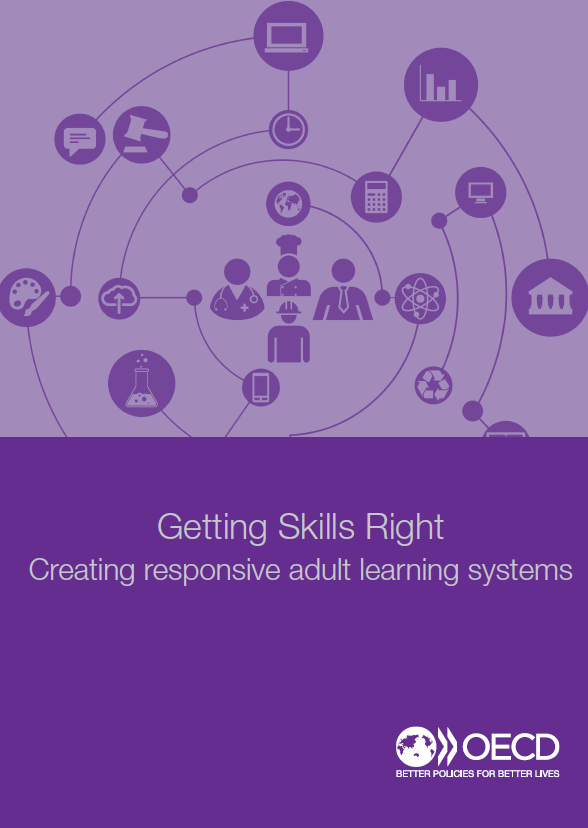 Getting Skills Right
Creating responsive adult learning systems
OECD
BETTER POLICIES FOR BETTER LIVES